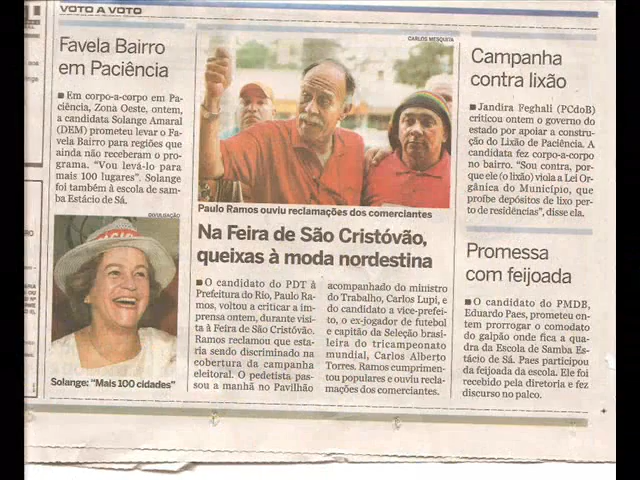 VOTO A VOTO
Favela Bairro
em Paciência
■ Em corpo-a-corpo em Pa-
ciência, Zona Oeste, ontem, a
candidata Solange Amaral
(DEM) prometeu levar o Fa-
vela Bairro para regiões que
ainda não receberam o pro-
grama. "Vou levá-lo para
mais 100 lugares". Solange
foi também à escola de sam-
ba Estácio de Sá.
DIVULGAÇÃO
Solange: "Mais 100 cidades"
CARLOS MESQUITA
Paulo Ramos ouviu reclamações dos comerciantes
Na Feira de São Cristóvão,
queixas à moda nordestina
■ O candidato do PDT à
Prefeitura do Rio, Paulo Ra-
mos, voltou a criticar a im-
prensa ontem, durante visi-
ta à Feira de São Cristóvão.
Ramos reclamou que esta-
ria sendo discriminado na
cobertura da campanha
eleitoral. O pedetista pas-
sou a manhã no Pavilhão
acompanhado do ministro
do Trabalho, Carlos Lupi, e
do candidato a vice-prefei-
to, o ex-jogador de futebol
e capitão da Seleção brasi-
leira do tricampeonato
mundial, Carlos Alberto
Torres. Ramos cumprimen-
tou populares e ouviu recla-
mações dos comerciantes.
Campanha
contra lixão
■ Jandira Feghali (PCdoB)
criticou ontem o governo do
estado por apoiar a constru-
ção do Lixão de Paciência. A
candidata fez corpo-a-corpo
no bairro. "Sou contra, por-
que ele (o lixão) viola a Lei Or-
gânica do Município, que
proíbe depósitos de lixo per-
to de residências", disse ela.
Promessa
com feijoada
■ O candidato do PMDB,
Eduardo Paes, prometeu on-
tem prorrogar o comodato do
galpão onde fica a quadra
da Escola de Samba Es-
tácio de Sá. Paes participou
da feijoada da escola. Ele foi
recebido pela diretoria e fez
discurso no palco.